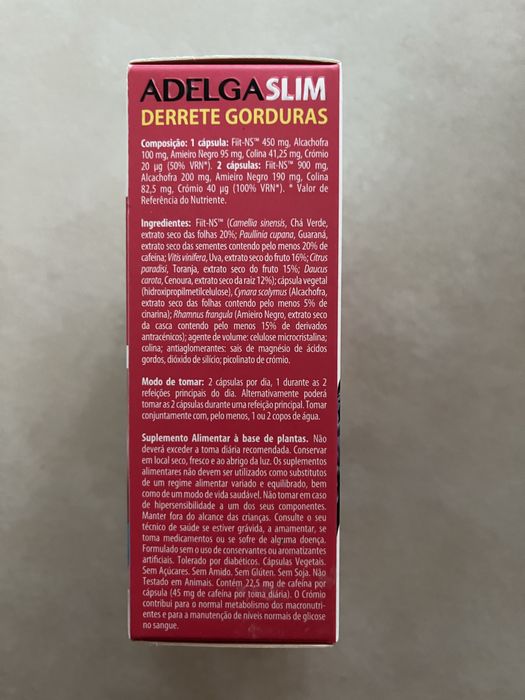 ADELGASLIM
DERRETE GORDURAS
Composição: 1 cápsula: Fiit-NS™ 450 mg, Alcachofra
100 mg, Amieiro Negro 95 mg, Colina 41,25 mg, Crómio
20 µg (50% VRN*). 2 cápsulas: Fiit-NS™ 900 mg,
Alcachofra 200 mg, Amieiro Negro 190 mg, Colina
82,5 mg, Crómio 40 µg (100% VRN*). * Valor de
Referência do Nutriente.
Ingredientes: Fiit-NS™ (Camellia sinensis, Chá Verde,
extrato seco das folhas 20%; Paullinia cupana, Guaraná,
extrato seco das sementes contendo pelo menos 20% de
cafeína; Vitis vinifera, Uva, extrato seco do fruto 16%; Citrus
paradisi, Toranja, extrato seco do fruto 15%; Daucus
carota, Cenoura, extrato seco da raiz 12%); cápsula vegetal
(hidroxipropilmetilcelulose), Cynara scolymus (Alcachofra,
extrato seco das folhas contendo pelo menos 5% de
cinarina); Rhamnus frangula (Amieiro Negro, extrato seco
da casca contendo pelo menos 15% de derivados
antracénicos); agente de volume: celulose microcristalina;
colina; antiaglomerantes: sais de magnésio de ácidos
gordos, dióxido de silício; picolinato de crómio.
Modo de tomar: 2 cápsulas por dia, 1 durante as 2
refeições principais do dia. Alternativamente poderá
tomar as 2 cápsulas durante uma refeição principal. Tomar
conjuntamente com, pelo menos, 1 ou 2 copos de água.
Suplemento Alimentar à base de plantas. Não
deverá exceder a toma diária recomendada. Conservar
em local seco, fresco e ao abrigo da luz. Os suplementos
alimentares não devem ser utilizados como substitutos
de um regime alimentar variado e equilibrado, bem
como de um modo de vida saudável. Não tomar em caso
de hipersensibilidade a um dos seus componentes.
Manter fora do alcance das crianças. Consulte o seu
técnico de saúde se estiver grávida, a amamentar, se
toma medicamentos ou se sofre de alguma doença.
Formulado sem o uso de conservantes ou aromatizantes
artificiais. Tolerado por diabéticos. Cápsulas Vegetais.
Sem Açúcares. Sem Amido. Sem Glúten. Sem Soja. Não
Testado em Animais. Contém 22,5 mg de cafeína por
cápsula (45 mg de cafeína por toma diária). O Crómio
contribui para o normal metabolismo dos macronutri-
entes e para a manutenção de níveis normais de glicose
no sangue.